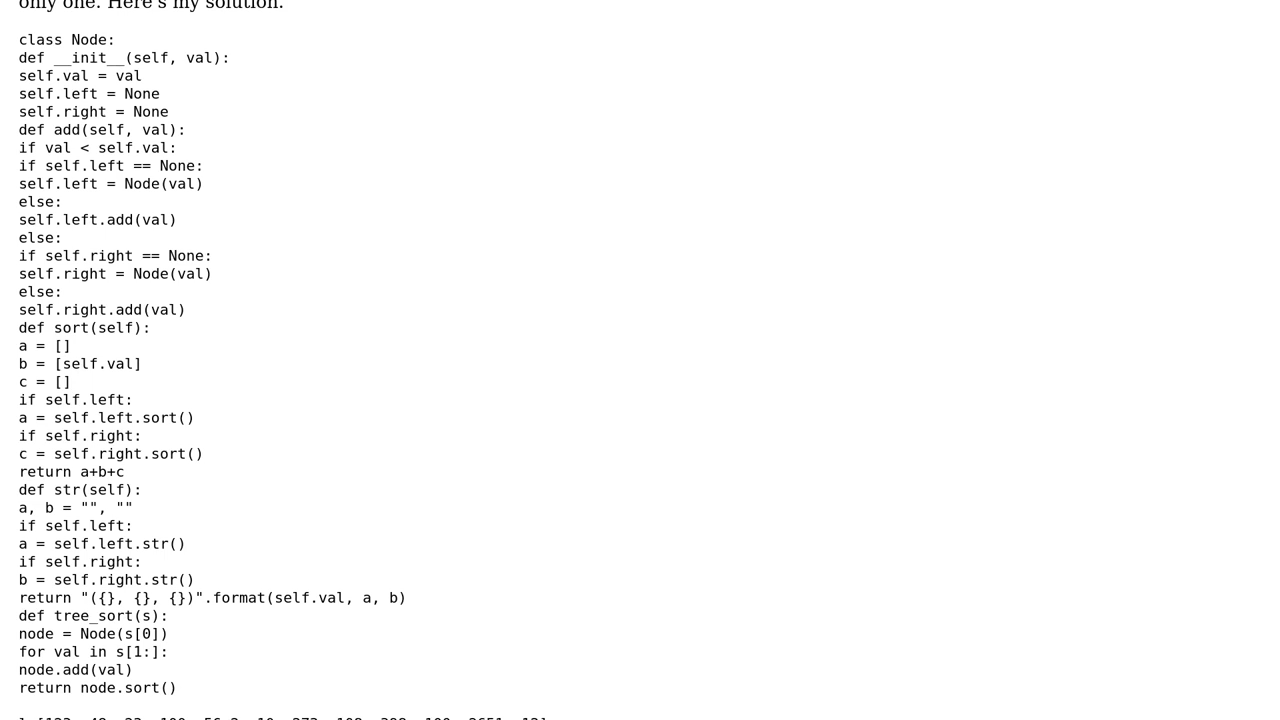 only one. Here's my solution.
class Node:
def __init__(self, val):
self.val = val
self.left = None
self.right = None
def add(self, val):
if val < self.val:
if self.left == None:
self.left = Node(val)
else:
self.left.add(val)
else:
if self.right == None:
self.right = Node(val)
else:
self.right.add(val)
def sort(self):
a = []
b = [self.val]
c = []
if self.left:
a = self.left.sort()
if self.right:
c = self.right.sort()
return a+b+c
def str(self):
a, b = "", ""
if self.left:
a = self.left.str()
if self.right:
b = self.right.str()
return "({}, {}, {})".format(self.val, a, b)
def tree_sort(s):
node = Node(s[0])
for val in s[1:]:
node.add(val)
return node.sort()